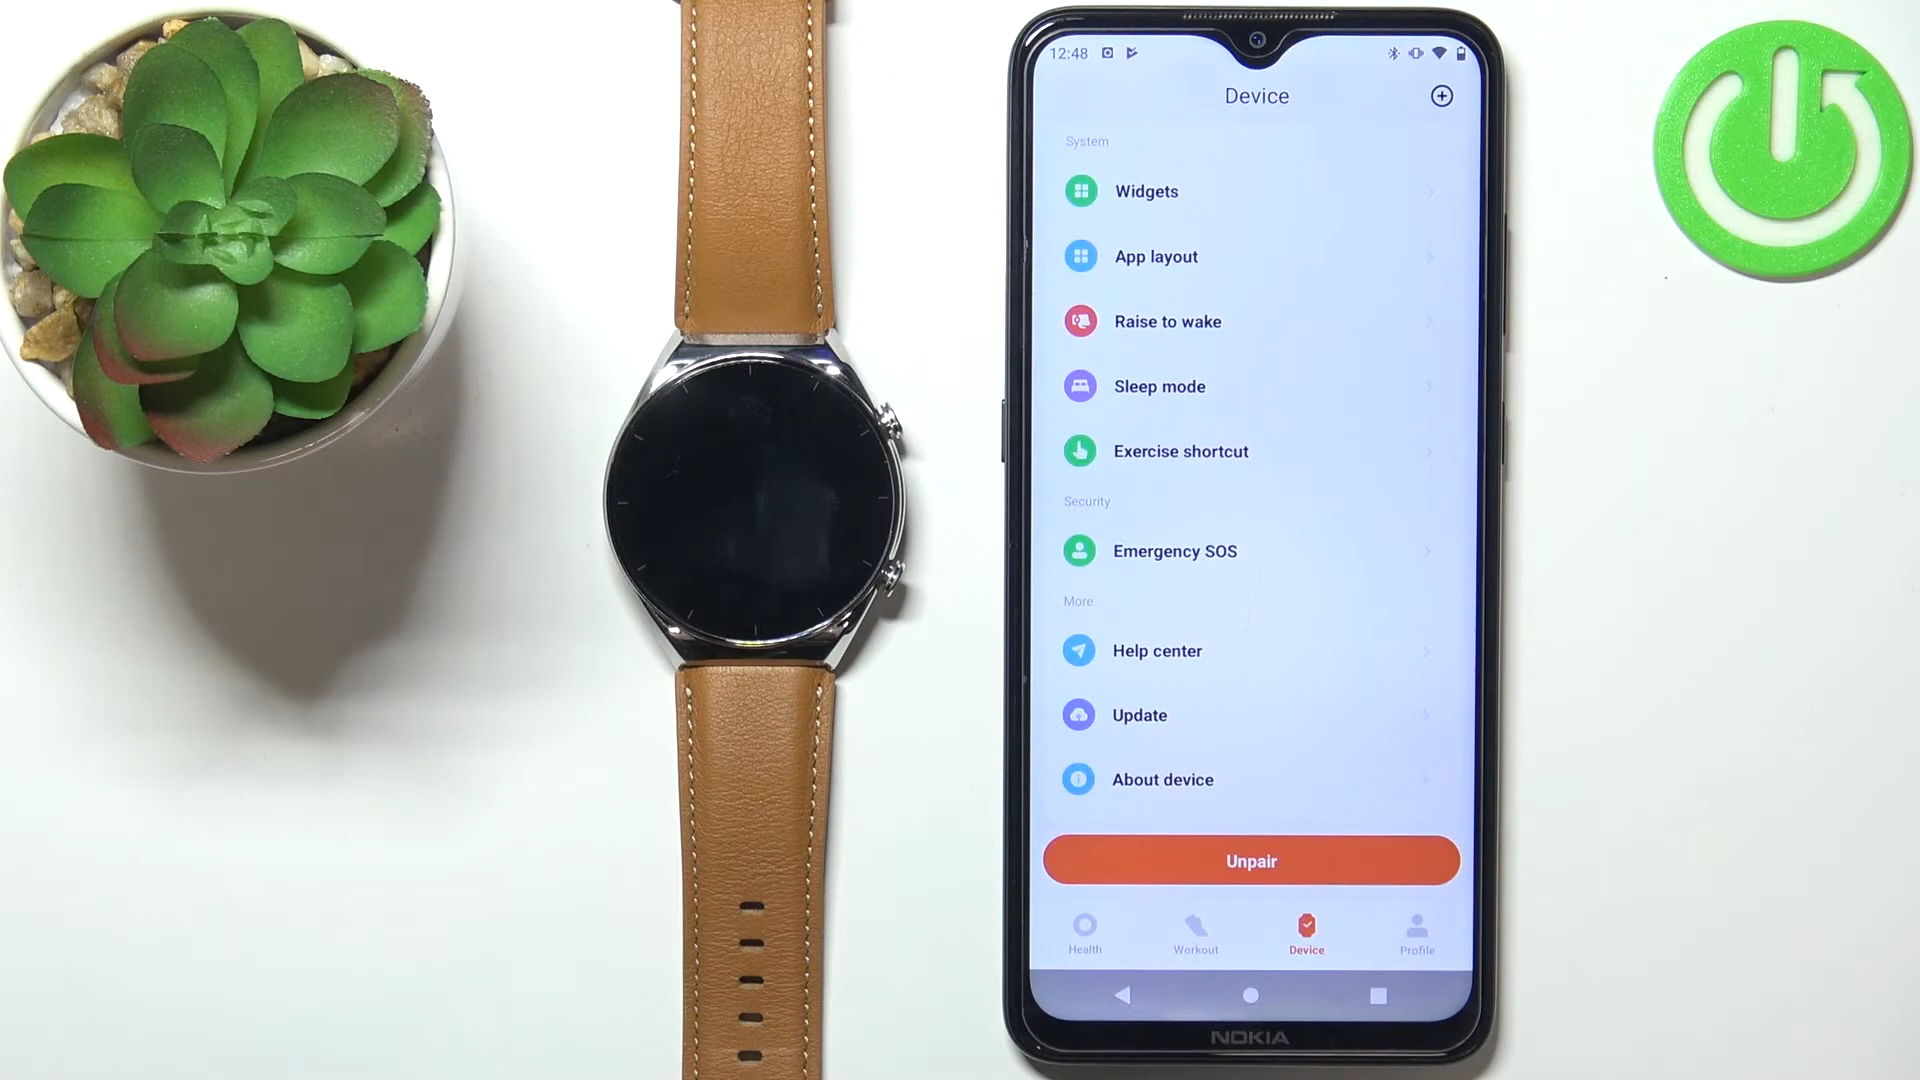 12:48
Device
System
Widgets
App layout
Raise to wake
Sleep mode
Exercise shortcut
Security
Emergency SOS
More
Help center
Update
About device
Unpair
Health
Workout
Device
Profile
NOKIA